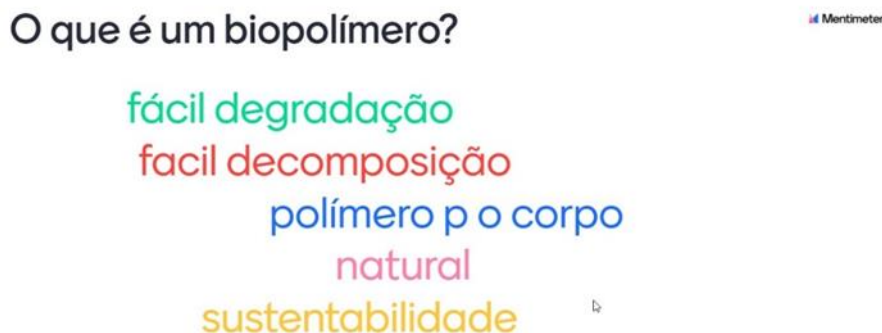 O que é um biopolímero?
Mentimeter
fácil degradação
facil decomposição
polímero p o corpo
natural
sustentabilidade